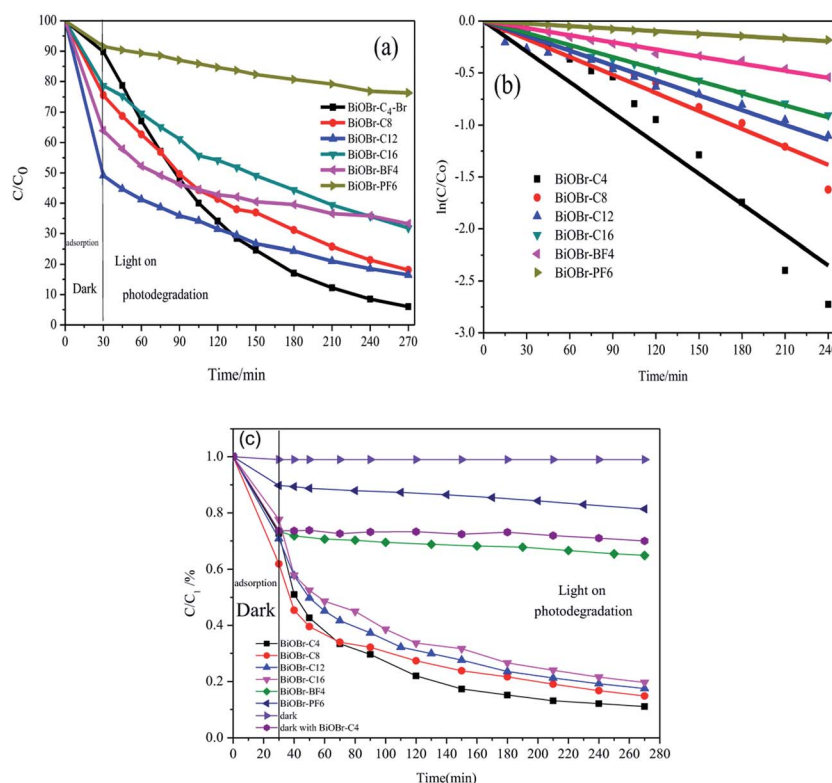 (a)
C/C0
100
90
80
70
60
50
40
30
20
10
0
BiOBr-C4-Br
BiOBr-C8
BiOBr-C12
BiOBr-C16
BiOBr-BF4
BiOBr-PF6
adsorption
Dark
Light on
photodegradation
0 30 60 90 120 150 180 210 240 270
Time/min
(b)
ln(C/Co)
0.0
-0.5
-1.0
-1.5
-2.0
-2.5
-3.0
BiOBr-C4
BiOBr-C8
BiOBr-C12
BiOBr-C16
BiOBr-BF4
BiOBr-PF6
0 30 60 90 120 150 180 210 240
Time/min
(c)
C/C1 /%
1.0
0.8
0.6
0.4
0.2
0.0
adsorption
Dark
Light on
photodegradation
BiOBr-C4
BiOBr-C8
BiOBr-C12
BiOBr-C16
BiOBr-BF4
BiOBr-PF6
dark
dark with BiOBr-C4
0 20 40 60 80 100 120 140 160 180 200 220 240 260 280
Time(min)